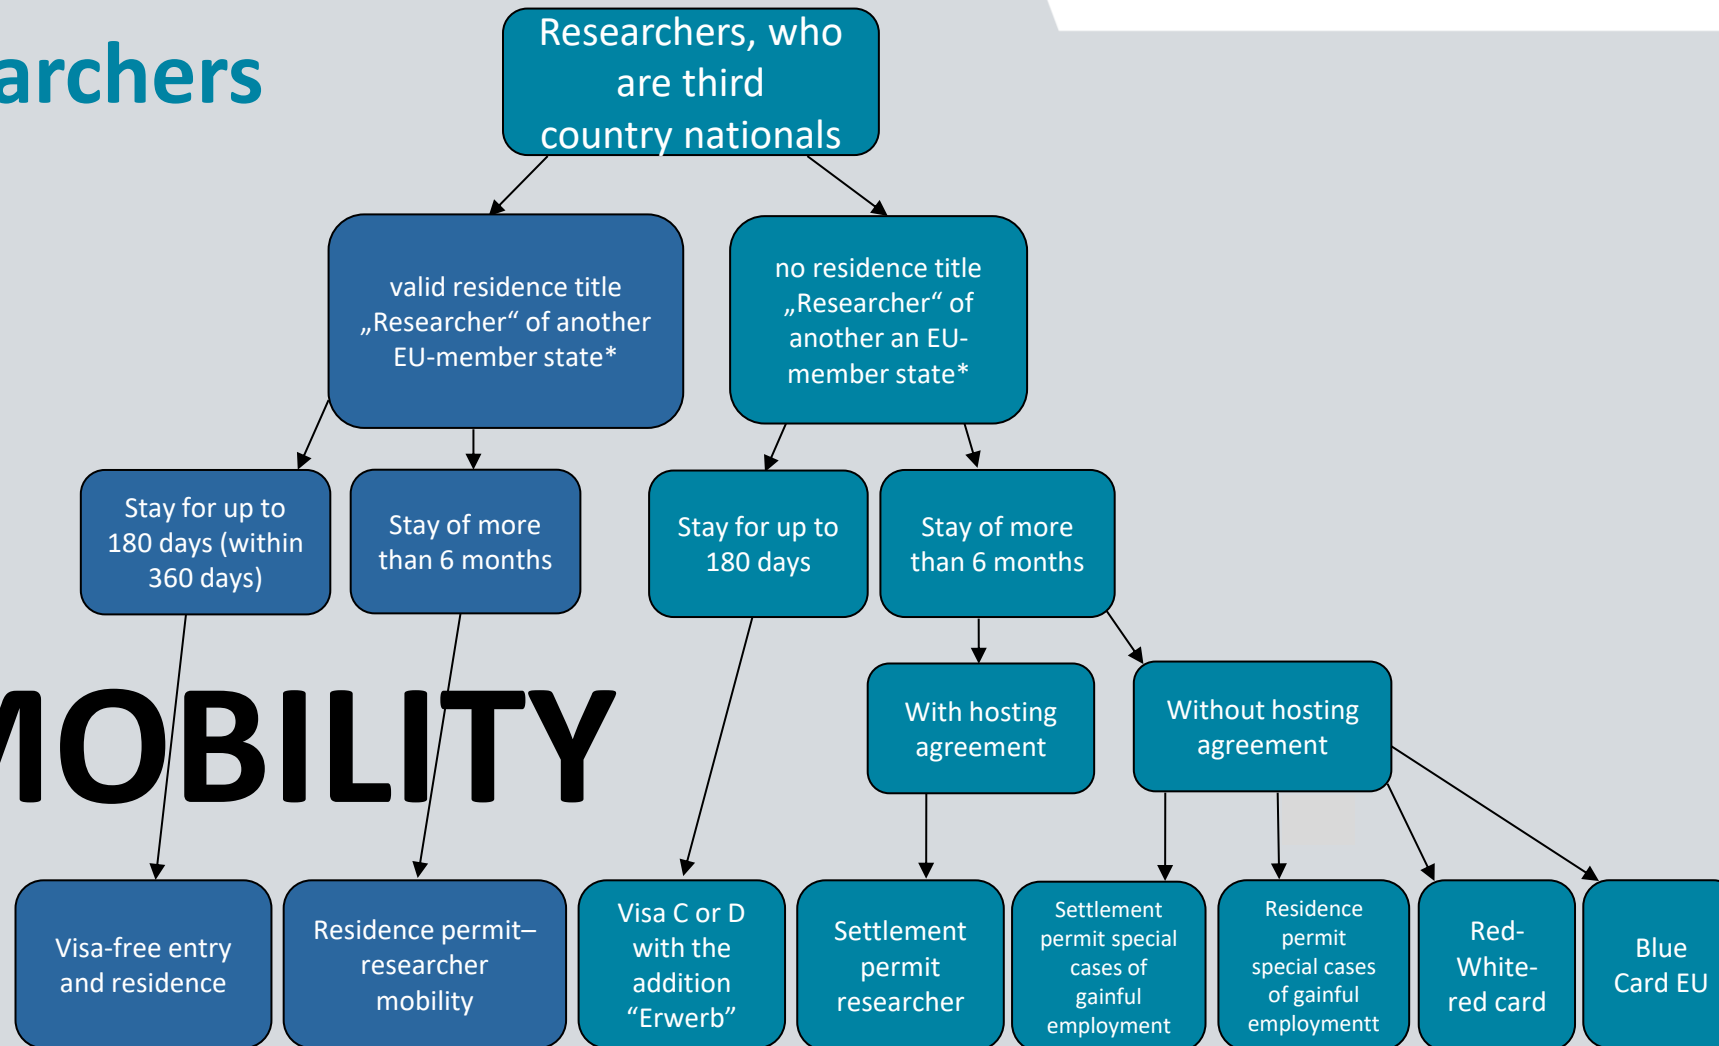 archers
Researchers, who
are third
country nationals
valid residence title
„Researcher“ of another
EU-member state*
no residence title
„Researcher“ of
another an EU-
member state*
Stay for up to
180 days (within
360 days)
Stay of more
than 6 months
Stay for up to
180 days
Stay of more
than 6 months
With hosting
agreement
Without hosting
agreement
MOBILITY
Visa-free entry
and residence
Residence permit–
researcher
mobility
Visa C or D
with the
addition
“Erwerb”
Settlement
permit
researcher
Settlement
permit special
cases of
gainful
employment
Residence
permit
special cases
of gainful
employmentt
Red-
White-
red card
Blue
Card EU